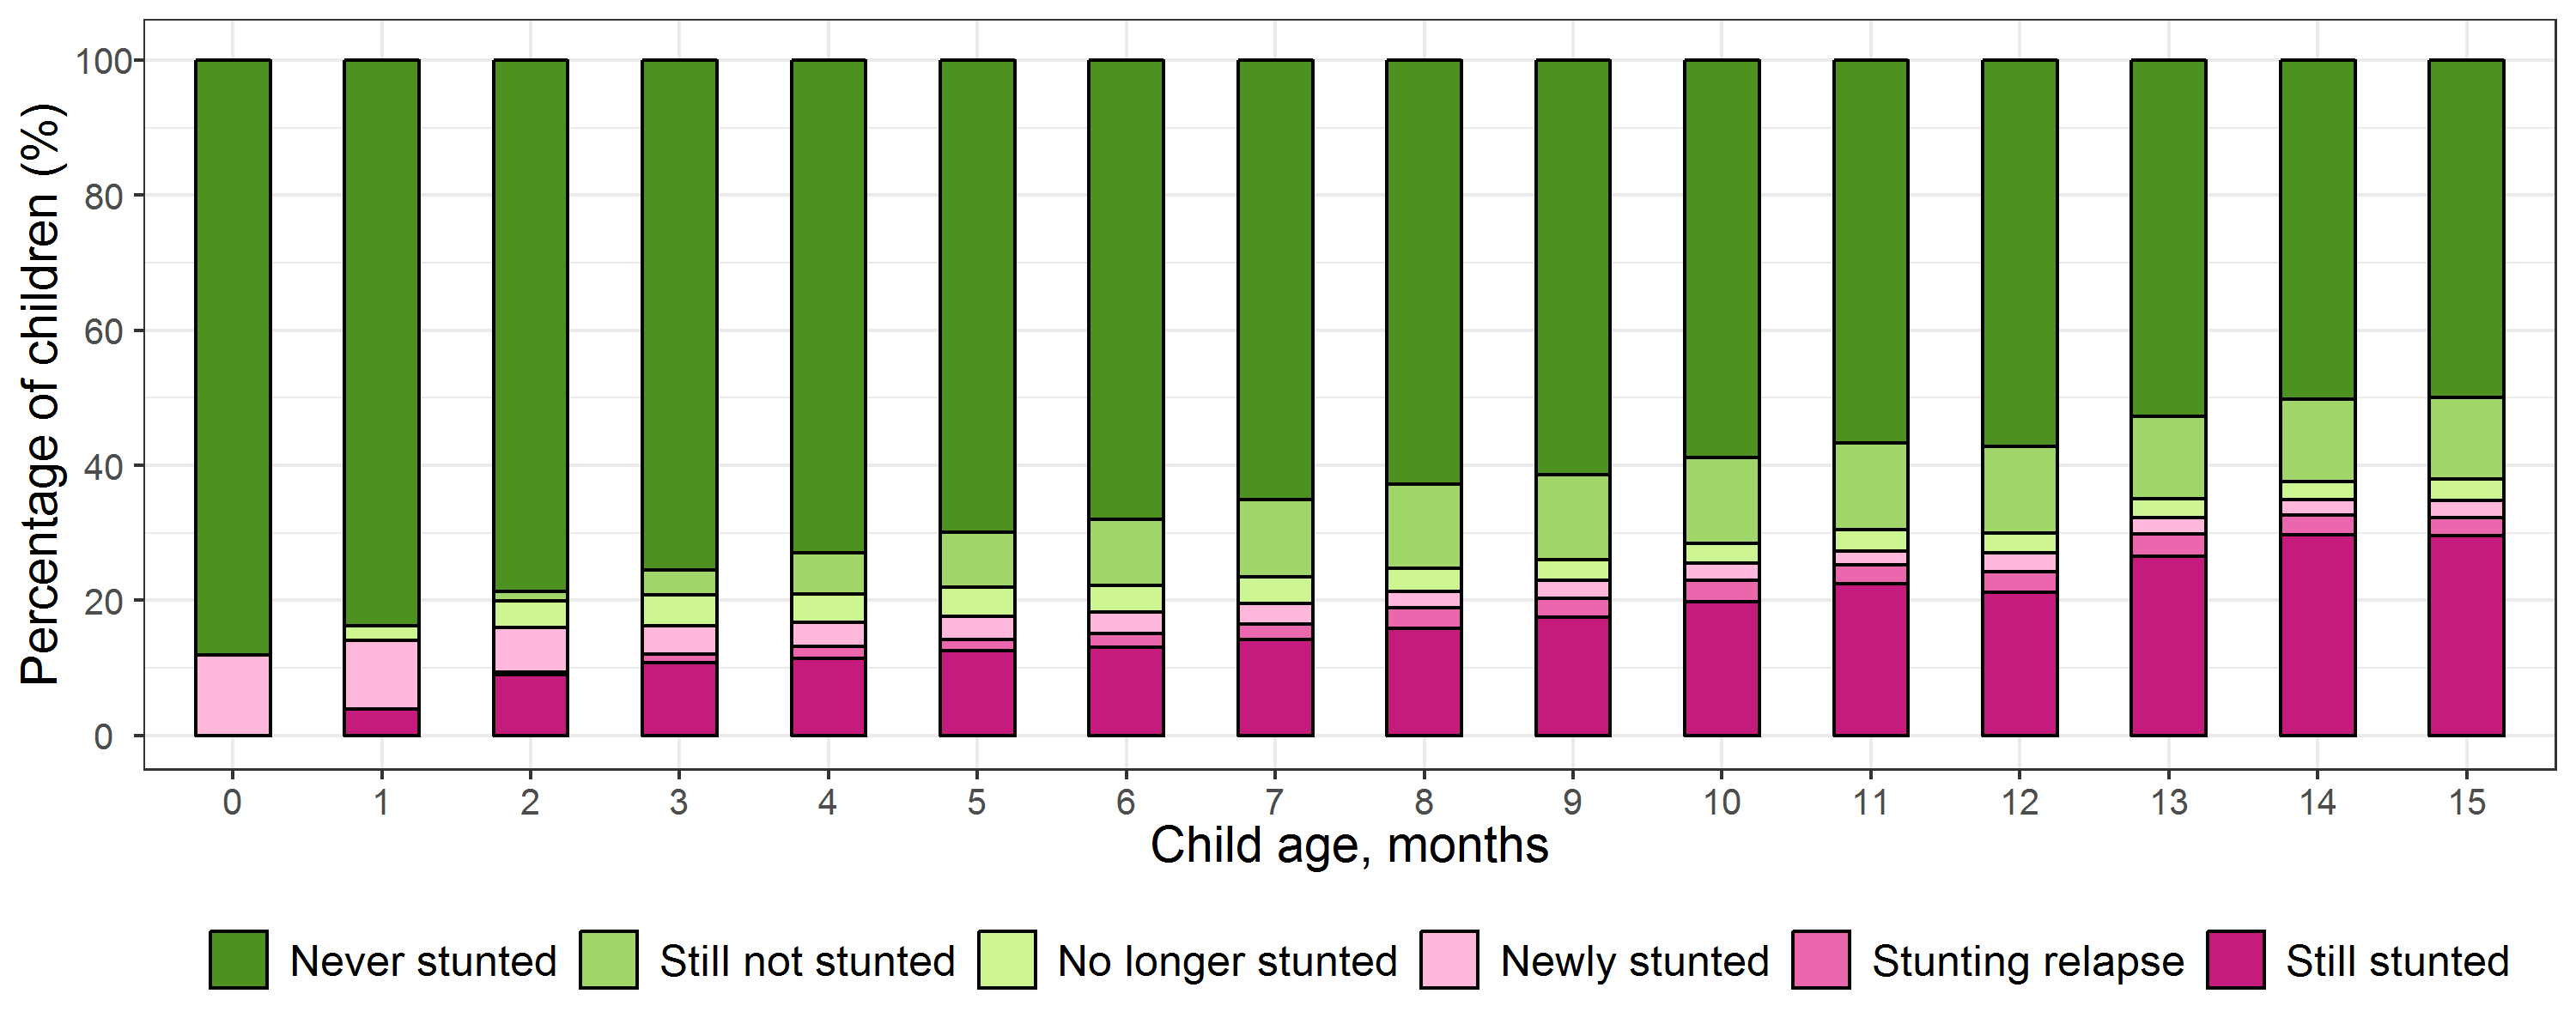 Percentage of children (%)
100
80
60
40
20
0
0 1 2 3 4 5 6 7 8 9 10 11 12 13 14 15
Child age, months
Never stunted Still not stunted No longer stunted Newly stunted Stunting relapse Still stunted